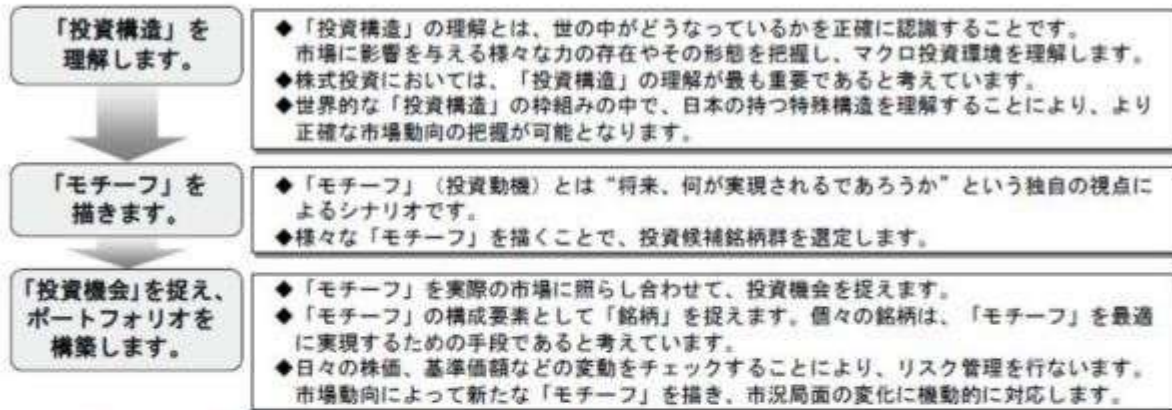 「投資構造」を
理解します。
◆「投資構造」の理解とは、世の中がどうなっているかを正確に認識することです。
市場に影響を与える様々な力の存在やその形態を把握し、マクロ投資環境を理解します。
◆株式投資においては、「投資構造」の理解が最も重要であると考えています。
◆世界的な「投資構造」の枠組みの中で、日本の持つ特殊構造を理解することにより、より
正確な市場動向の把握が可能となります。
「モチーフ」を
描きます。
◆「モチーフ」（投資動機）とは“将来、何が実現されるであろうか”という独自の視点に
よるシナリオです。
◆様々な「モチーフ」を描くことで、投資候補銘柄群を選定します。
「投資機会」を捉え、
ポートフォリオを
構築します。
◆「モチーフ」を実際の市場に照らし合わせて、投資機会を捉えます。
◆「モチーフ」の構成要素として「銘柄」を捉えます。個々の銘柄は、「モチーフ」を最適
に実現するための手段であると考えています。
◆日々の株価、基準価額などの変動をチェックすることにより、リスク管理を行ないます。
市場動向によって新たな「モチーフ」を描き、市況局面の変化に機動的に対応します。